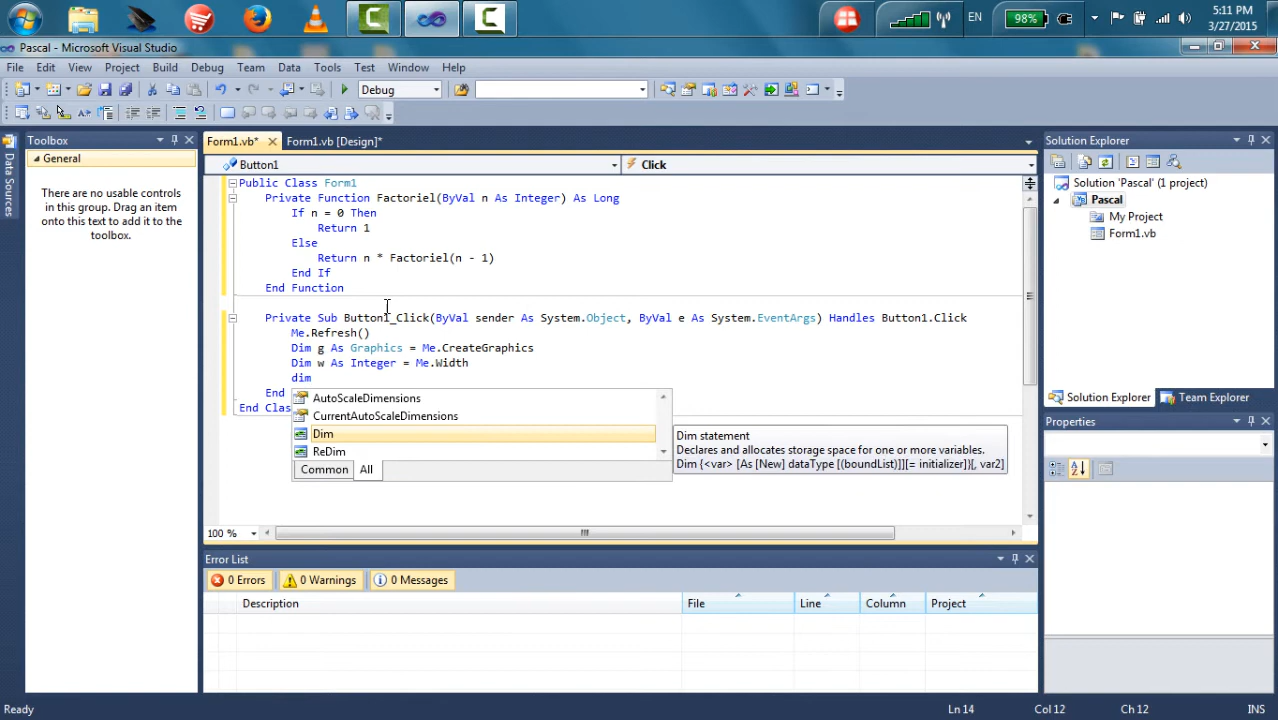 EN
98%
5:11 PM
3/27/2015
Pascal - Microsoft Visual Studio
File Edit View Project Build Debug Team Data Tools Test Window Help
Debug
Toolbox
General
There are no usable controls
in this group. Drag an item
onto this text to add it to the
toolbox.
Data Sources
Form1.vb* Form1.vb [Design]*
Button1
Click
Public Class Form1
Private Function Factoriel(ByVal n As Integer) As Long
If n = 0 Then
Return 1
Else
Return n * Factoriel(n - 1)
End If
End Function
Private Sub Button1_Click(ByVal sender As System.Object, ByVal e As System.EventArgs) Handles Button1.Click
Me.Refresh()
Dim g As Graphics = Me.CreateGraphics
Dim w As Integer = Me.Width
dim
End
End Clas
AutoScaleDimensions
CurrentAutoScaleDimensions
Dim
ReDim
Common All
Dim statement
Declares and allocates storage space for one or more variables.
Dim {<var> [As [New] dataType [(boundList)]][= initializer]}[, var2]
100 %
Error List
0 Errors 0 Warnings 0 Messages
Description File Line Column Project
Solution Explorer
Solution 'Pascal' (1 project)
Pascal
My Project
Form1.vb
Solution Explorer Team Explorer
Properties
Ready
Ln 14 Col 12 Ch 12 INS